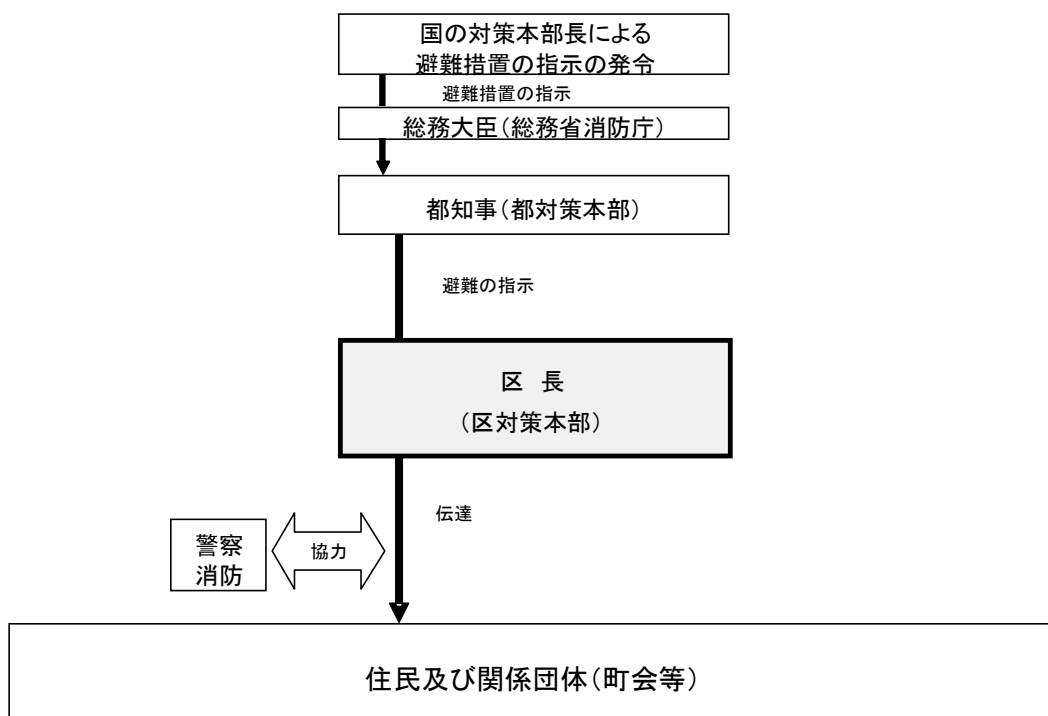 国の対策本部長による
避難措置の指示の発令
避難措置の指示
総務大臣(総務省消防庁)
都知事(都対策本部)
避難の指示
区 長
(区対策本部)
伝達
警察
消防
協力
住民及び関係団体(町会等)